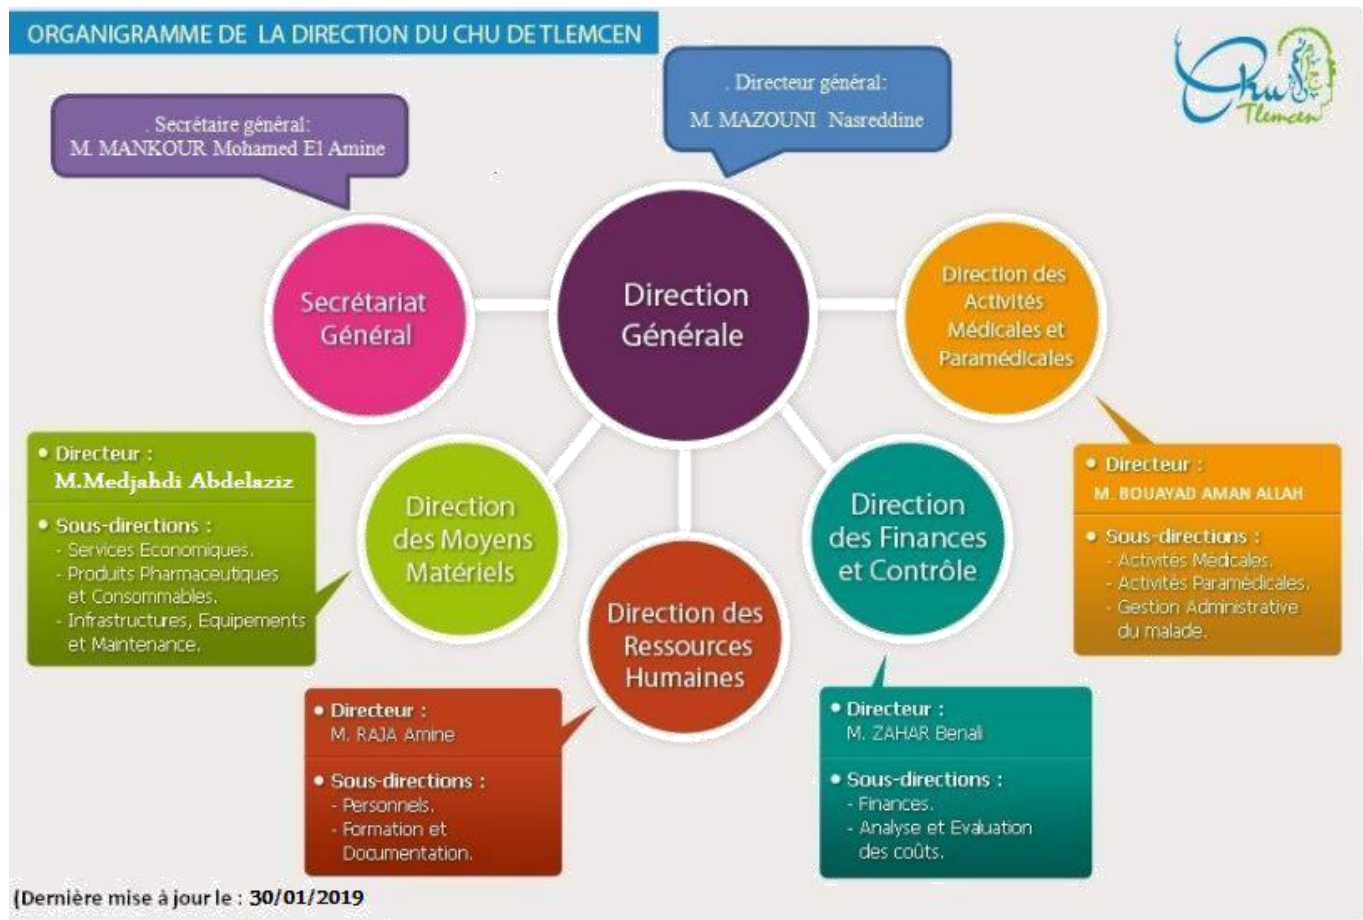 ORGANIGRAMME DE LA DIRECTION DU CHU DE TLEMCEN
Chu
Tlemcen
. Directeur général:
M. MAZOUNI Nasreddine
. Secrétaire général:
M. MANKOUR Mohamed El Amine
Secrétariat
Général
Direction
Générale
Direction des
Activités
Médicales et
Paramédicales
• Directeur :
M.Medjahdi Abdelaziz
• Sous-directions :
- Services Economiques.
- Produits Pharmaceutiques
et Consommables.
- Infrastructures, Equipements
et Maintenance.
Direction
des Moyens
Matériels
Direction des
Ressources
Humaines
Direction
des Finances
et Contrôle
• Directeur :
M. BOUAYAD AMAN ALLAH
• Sous-directions :
- Activités Médicales.
- Activités Paramédicales.
- Gestion Administrative
du malade.
• Directeur :
M. RAJA Amine
• Sous-directions :
- Personnels.
- Formation et
Documentation.
• Directeur :
M. ZAHAR Benali
• Sous-directions :
- Finances.
- Analyse et Evaluation
des coûts.
(Dernière mise à jour le : 30/01/2019